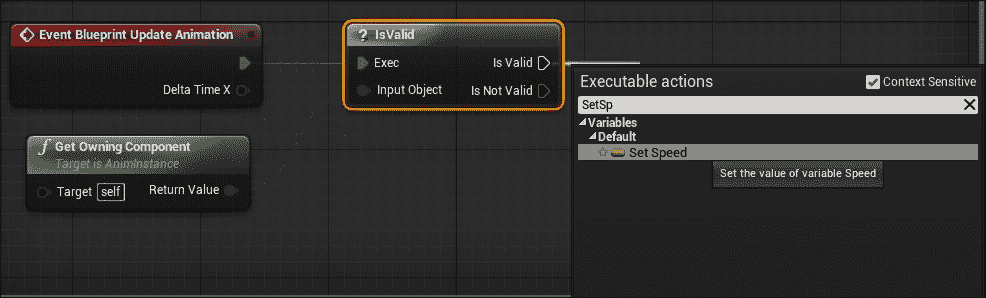 Event Blueprint Update Animation
Delta Time X
? IsValid
Exec
Is Valid
Input Object
Is Not Valid
f Get Owning Component
Target is AnimInstance
Target self
Return Value
Executable actions
Context Sensitive
SetSp
Variables
Default
Set Speed
Set the value of variable Speed